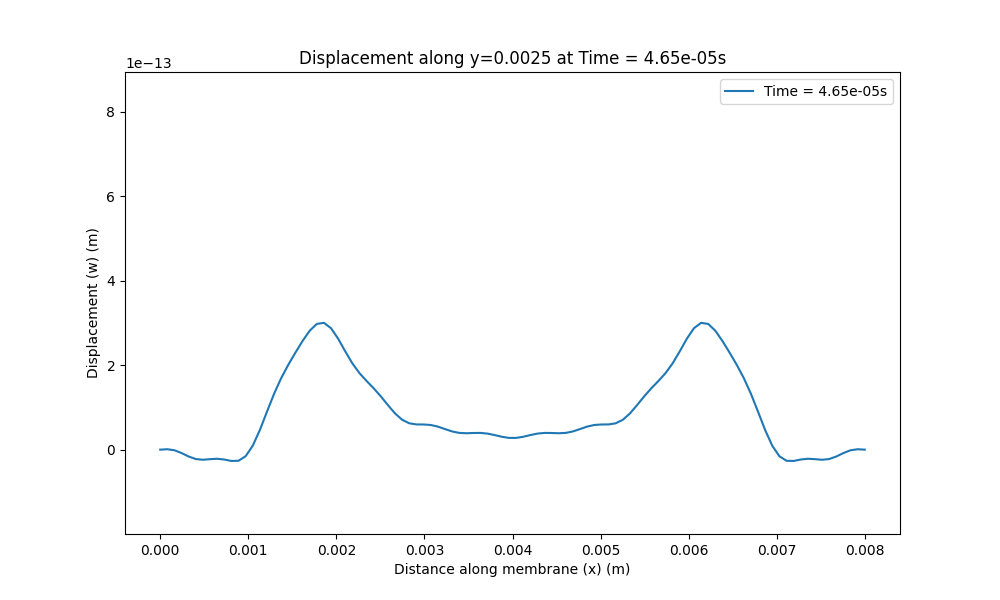 Displacement along y=0.0025 at Time = 4.65e-05s
1e−13
Time = 4.65e-05s
8
6
4
2
0
Displacement (w) (m)
0.000 0.001 0.002 0.003 0.004 0.005 0.006 0.007 0.008
Distance along membrane (x) (m)